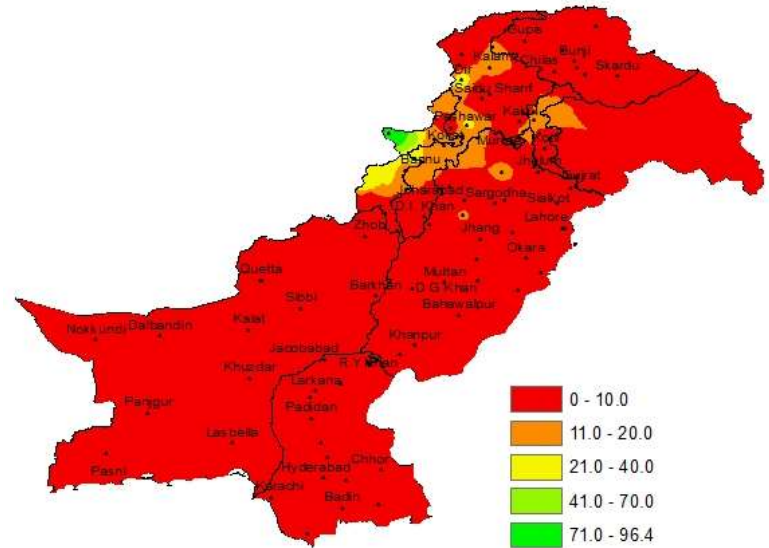 Gupa
Kalam
Chilas
Bunji
Skardu
Dir
Saidu Sharif
Peshawar
Kakul
Bannu
Jhelum
Sargodha
Sialkot
D.I. Khan
Lahore
Zhob
Jhang
Okara
Quetta
Multan
Barkhan
D.G.Khan
Sibbi
Bahawalpur
Nokkundi
Dalbandin
Kalat
Khanpur
Jacobabad
R.Y.Khan
Khuzdar
Larkana
Panjgur
Padidan
Lasbella
Hyderabad
Chhor
Pasni
Karachi
Badin
0 - 10.0
11.0 - 20.0
21.0 - 40.0
41.0 - 70.0
71.0 - 96.4